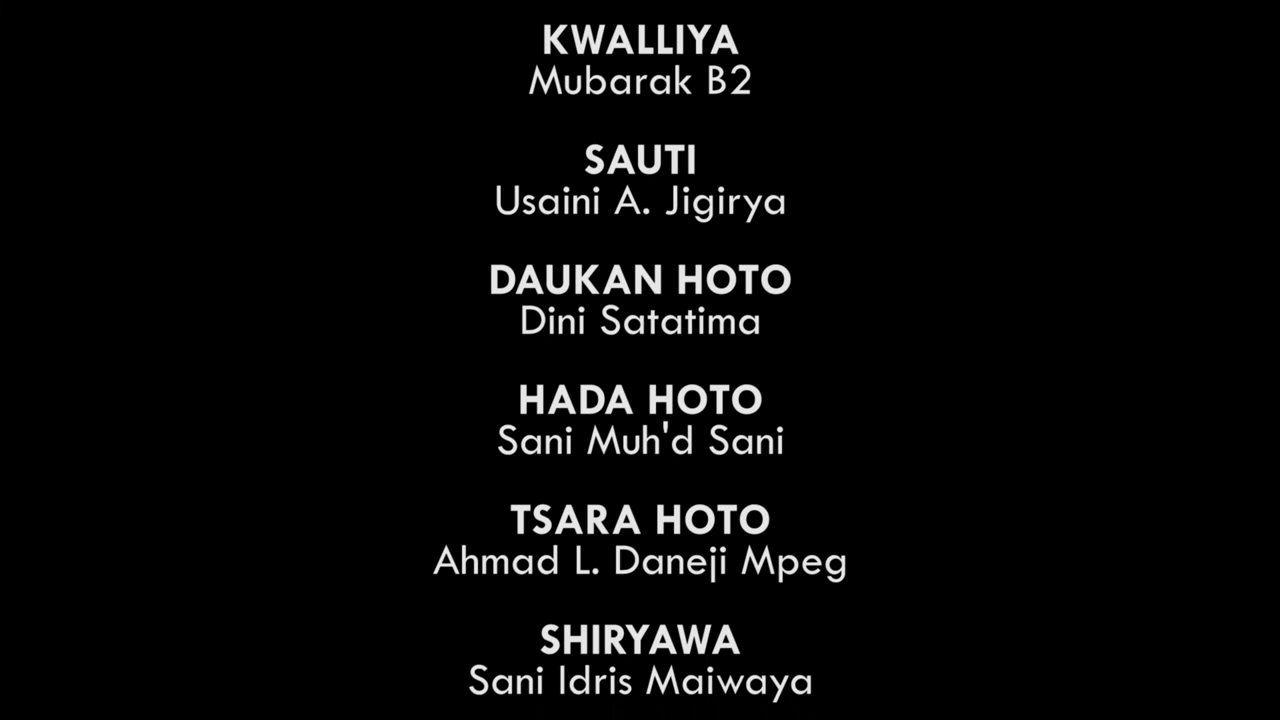 KWALLIYA
Mubarak B2
SAUTI
Usaini A. Jigirya
DAUKAN HOTO
Dini Satatima
HADA HOTO
Sani Muh'd Sani
TSARA HOTO
Ahmad L. Daneji Mpeg
SHIRYAWA
Sani Idris Maiwaya